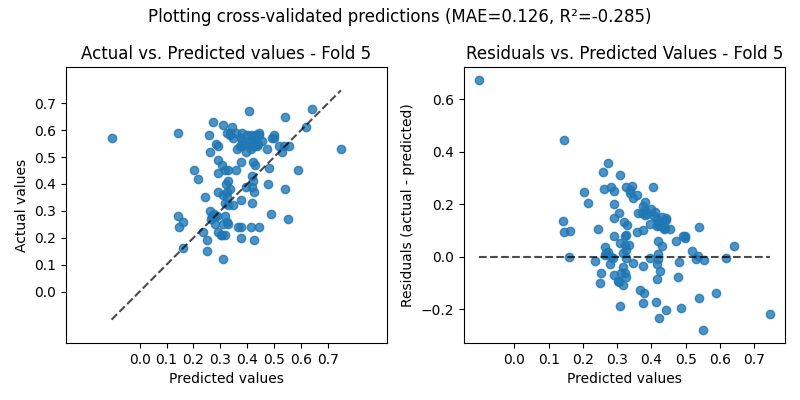 Plotting cross-validated predictions (MAE=0.126, R²=-0.285)
Actual vs. Predicted values - Fold 5
0.7
0.6
0.5
0.4
0.3
0.2
0.1
0.0
Actual values
0.0 0.1 0.2 0.3 0.4 0.5 0.6 0.7
Predicted values
Residuals vs. Predicted Values - Fold 5
0.6
0.4
0.2
0.0
−0.2
Residuals (actual - predicted)
0.0 0.1 0.2 0.3 0.4 0.5 0.6 0.7
Predicted values